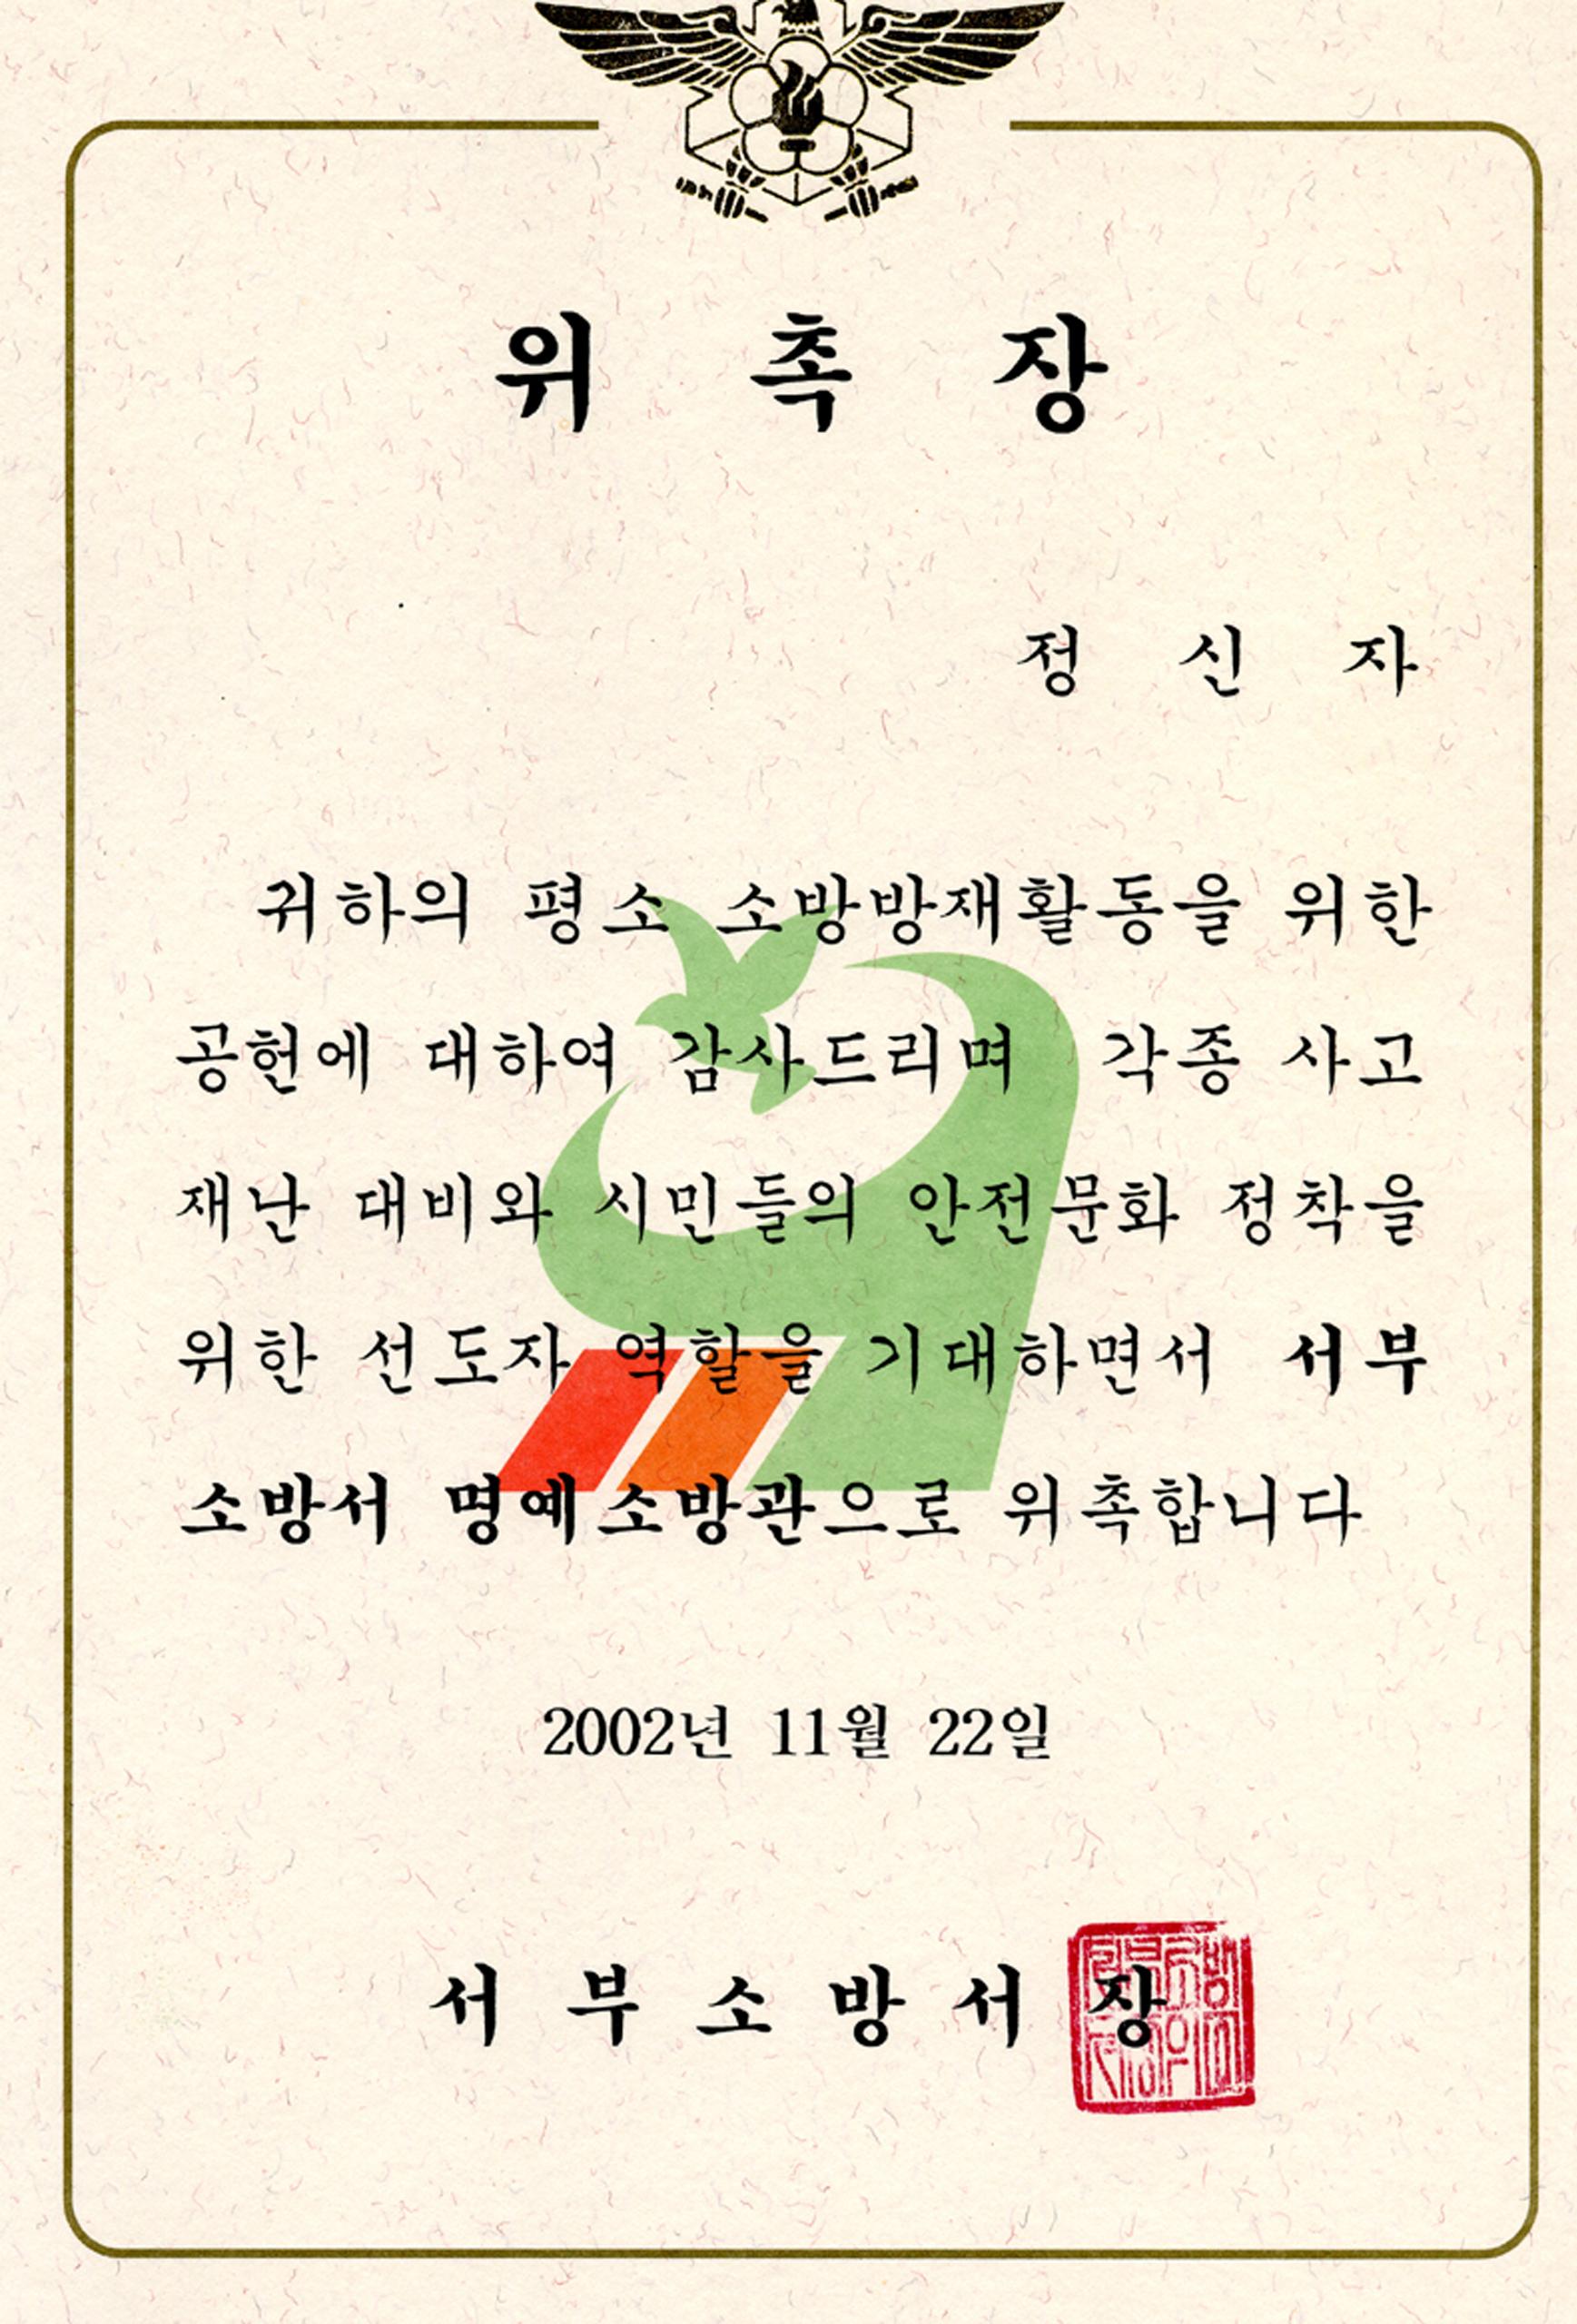 위 촉 장
정 신 자
귀하의 평소 소방방재활동을 위한
공헌에 대하여 감사드리며 각종 사고
재난 대비와 시민들의 안전문화 정착을
위한 선도자 역할을 기대하면서 서부
소방서 명예소방관으로 위촉합니다
2002년 11월 22일
서 부 소 방 서 장